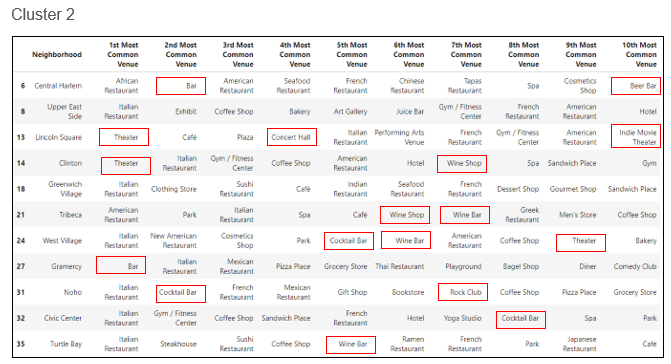 Cluster 2
Neighborhood 1st Most Common Venue 2nd Most Common Venue 3rd Most Common Venue 4th Most Common Venue 5th Most Common Venue 6th Most Common Venue 7th Most Common Venue 8th Most Common Venue 9th Most Common Venue 10th Most Common Venue
6 Central Harlem African Restaurant Bar American Restaurant Seafood Restaurant French Restaurant Chinese Restaurant Tapas Restaurant Spa Cosmetics Shop Beer Bar
8 Upper East Side Italian Restaurant Exhibit Coffee Shop Bakery Art Gallery Juice Bar Gym / Fitness Center French Restaurant American Restaurant Hotel
13 Lincoln Square Theater Café Plaza Concert Hall Italian Restaurant Performing Arts Venue French Restaurant Gym / Fitness Center American Restaurant Indie Movie Theater
14 Clinton Theater Italian Restaurant Gym / Fitness Center Coffee Shop American Restaurant Hotel Wine Shop Spa Sandwich Place Gym
18 Greenwich Village Italian Restaurant Clothing Store Sushi Restaurant Café Indian Restaurant Seafood Restaurant French Restaurant Dessert Shop Gourmet Shop Sandwich Place
21 Tribeca American Restaurant Park Italian Restaurant Spa Café Wine Shop Wine Bar Greek Restaurant Men's Store Coffee Shop
24 West Village Italian Restaurant New American Restaurant Cosmetics Shop Park Cocktail Bar Wine Bar American Restaurant Coffee Shop Theater Bakery
27 Gramercy Bar Italian Restaurant Mexican Restaurant Pizza Place Grocery Store Thai Restaurant Playground Bagel Shop Diner Comedy Club
31 Noho Italian Restaurant Cocktail Bar French Restaurant Mexican Restaurant Gift Shop Bookstore Rock Club Coffee Shop Pizza Place Grocery Store
32 Civic Center Italian Restaurant Gym / Fitness Center Coffee Shop Sandwich Place French Restaurant Hotel Yoga Studio Cocktail Bar Spa Park
35 Turtle Bay Italian Restaurant Steakhouse Sushi Restaurant Coffee Shop Wine Bar Ramen Restaurant French Restaurant Park Japanese Restaurant Café